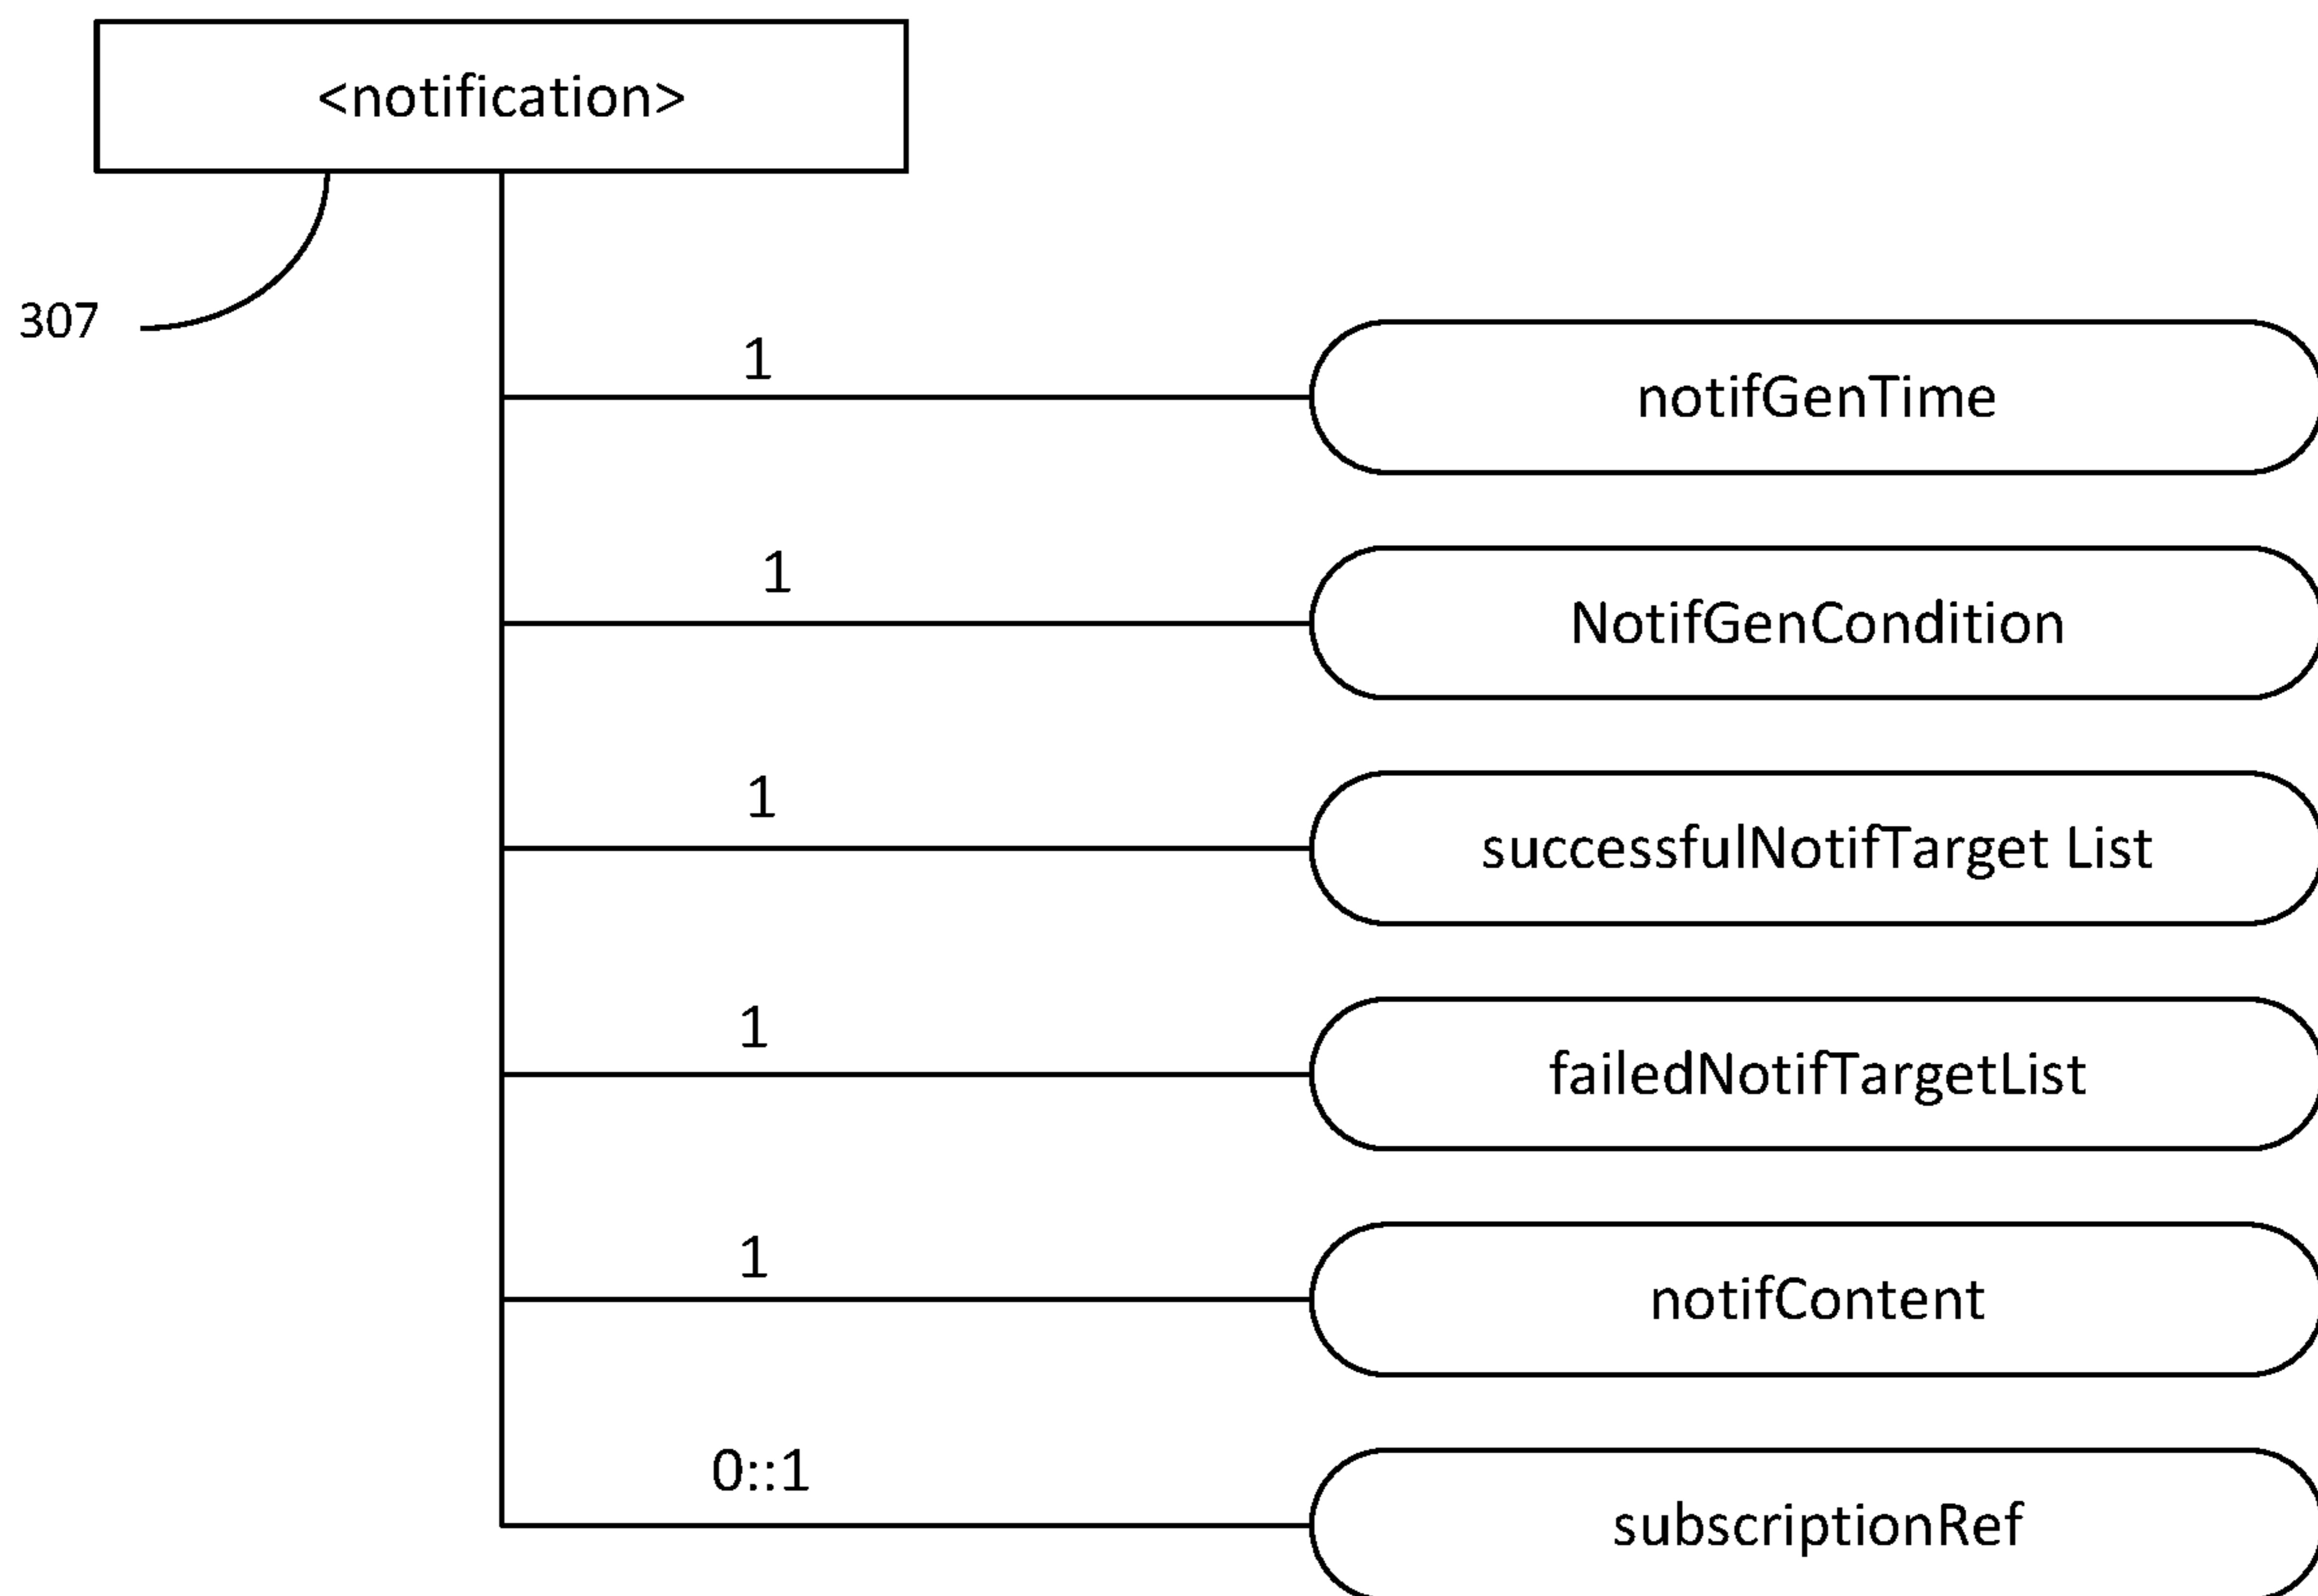 <notification>
307
1
notifGenTime
1
NotifGenCondition
1
successfulNotifTarget List
1
failedNotifTargetList
1
notifContent
0::1
subscriptionRef